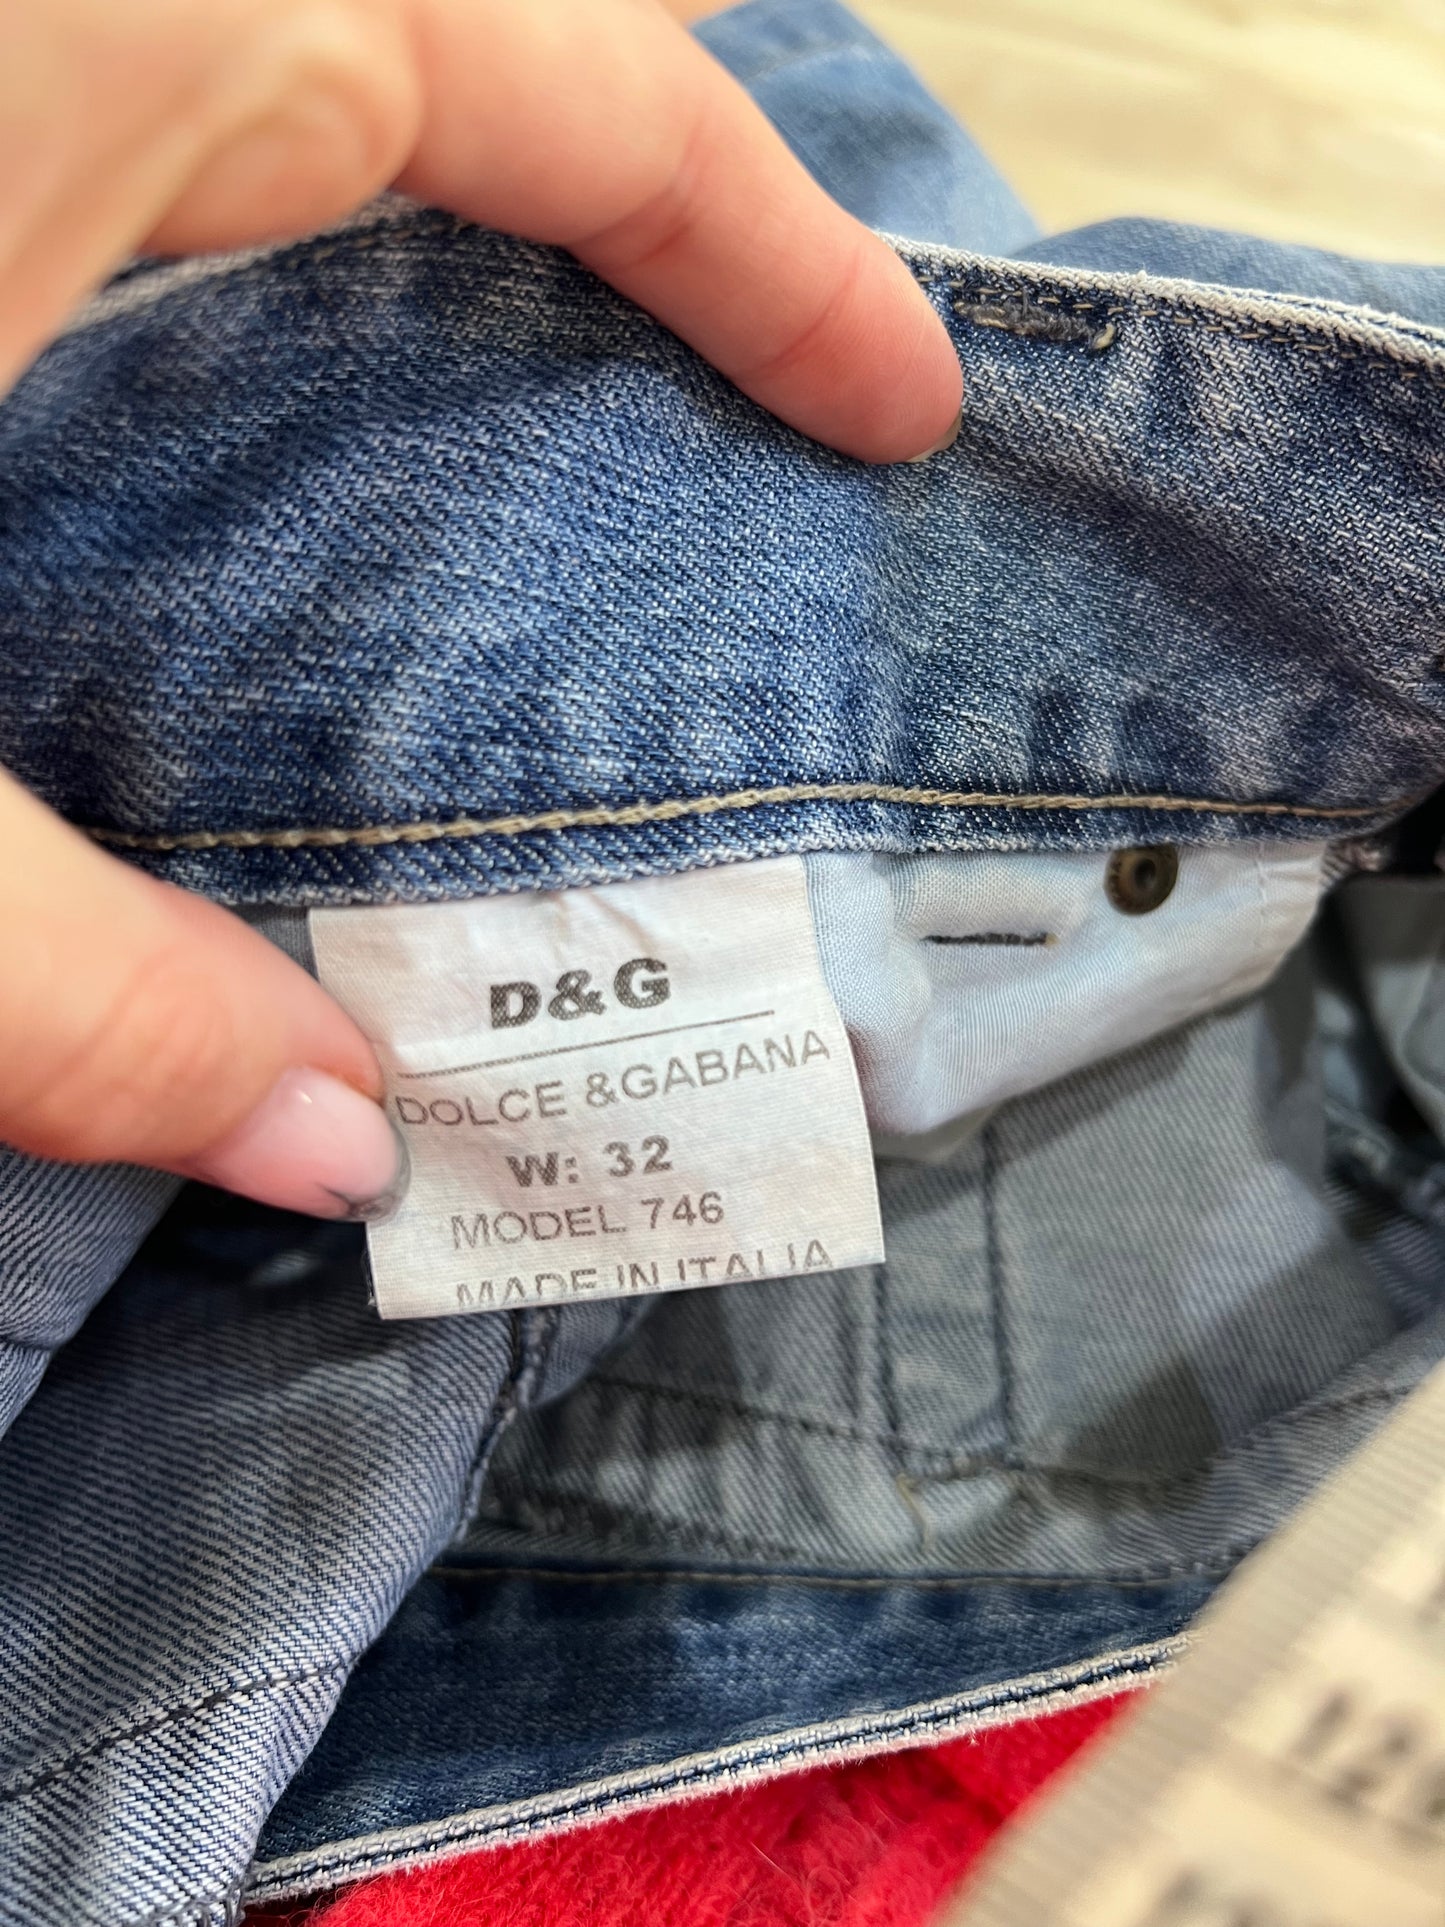 D&G
DOLCE &GABANA
W: 32
MODEL 746
MADE IN ITALIA